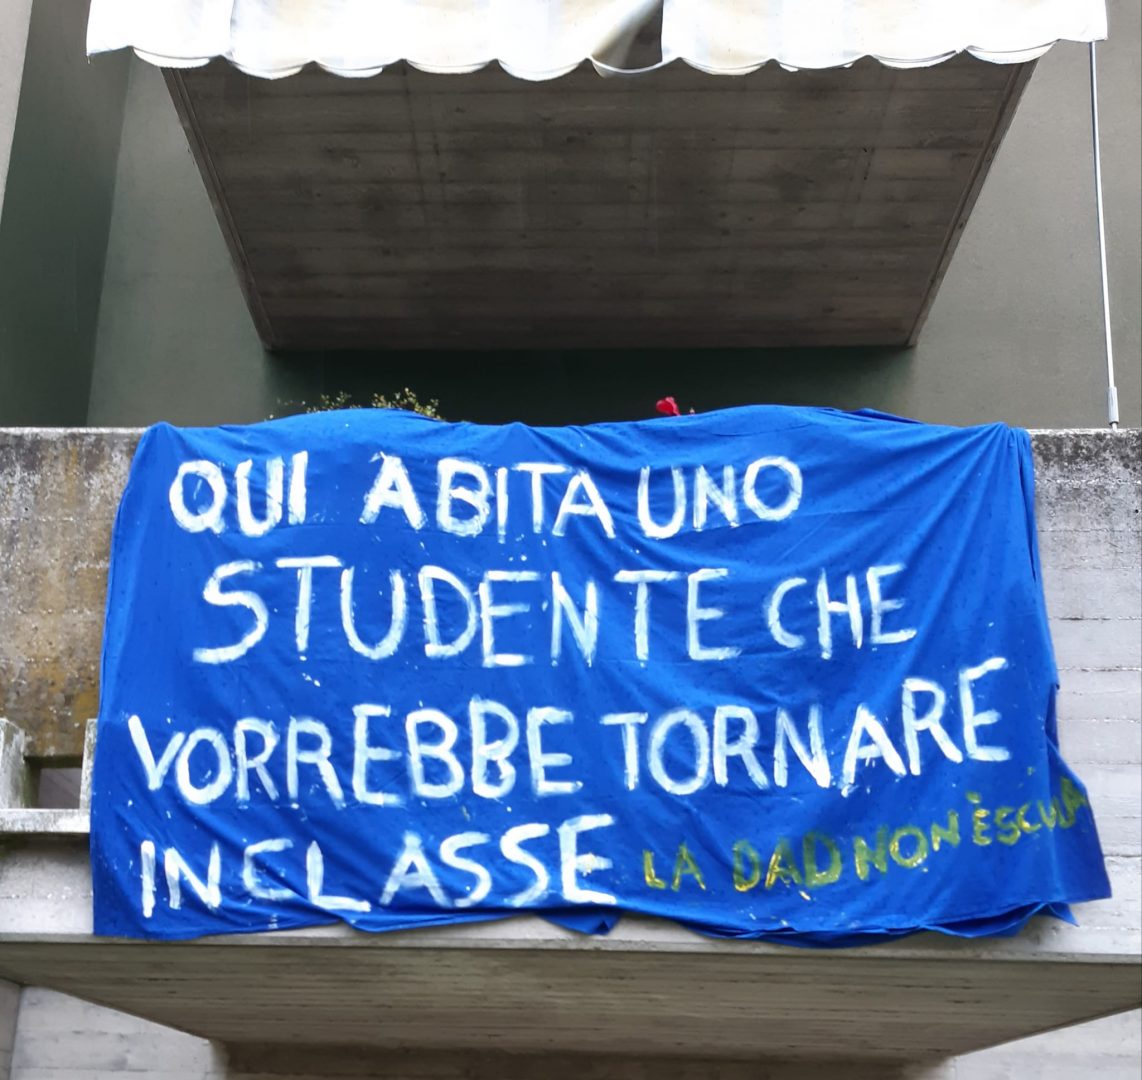 QUI ABITA UNO
STUDENTE CHE
VORREBBE TORNARE
IN CLASSE
LA DAD NON È SCUOLA